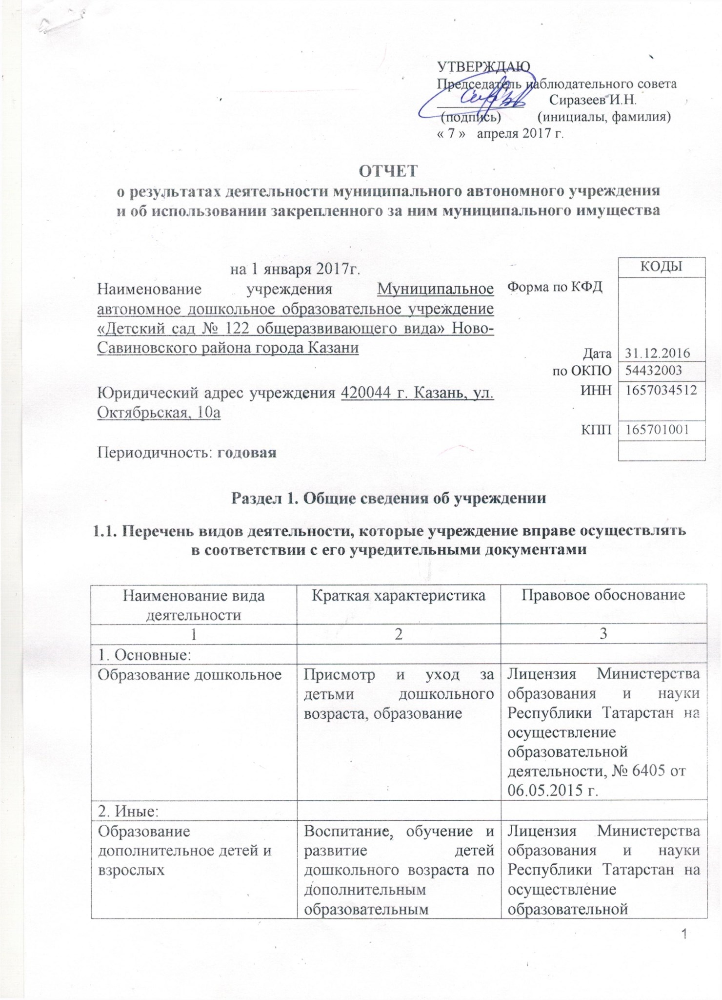 УТВЕРЖДАЮ
Председатель наблюдательного совета
Сиразеев И.Н.
(подпись) (инициалы, фамилия)
« 7 » апреля 2017 г.
ОТЧЕТ
о результатах деятельности муниципального автономного учреждения
и об использовании закрепленного за ним муниципального имущества
на 1 января 2017г.
КОДЫ
Наименование учреждения Муниципальное
автономное дошкольное образовательное учреждение
«Детский сад № 122 общеразвивающего вида» Ново-
Савиновского района города Казани
Форма по КФД
Дата 31.12.2016
по ОКПО 54432003
Юридический адрес учреждения 420044 г. Казань, ул.
Октябрьская, 10а
ИНН 1657034512
КПП 165701001
Периодичность: годовая
Раздел 1. Общие сведения об учреждении
1.1. Перечень видов деятельности, которые учреждение вправе осуществлять
в соответствии с его учредительными документами
Наименование вида
деятельности
Краткая характеристика
Правовое обоснование
1
2
3
1. Основные:
Образование дошкольное
Присмотр и уход за
детьми дошкольного
возраста, образование
Лицензия Министерства
образования и науки
Республики Татарстан на
осуществление
образовательной
деятельности, № 6405 от
06.05.2015 г.
2. Иные:
Образование
дополнительное детей и
взрослых
Воспитание, обучение и
развитие детей
дошкольного возраста по
дополнительным
образовательным
Лицензия Министерства
образования и науки
Республики Татарстан на
осуществление
образовательной
1